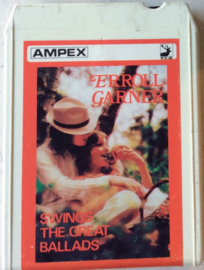 AMPEX
ERROLL
GARNER
SWINGS
THE GREAT
BALLADS